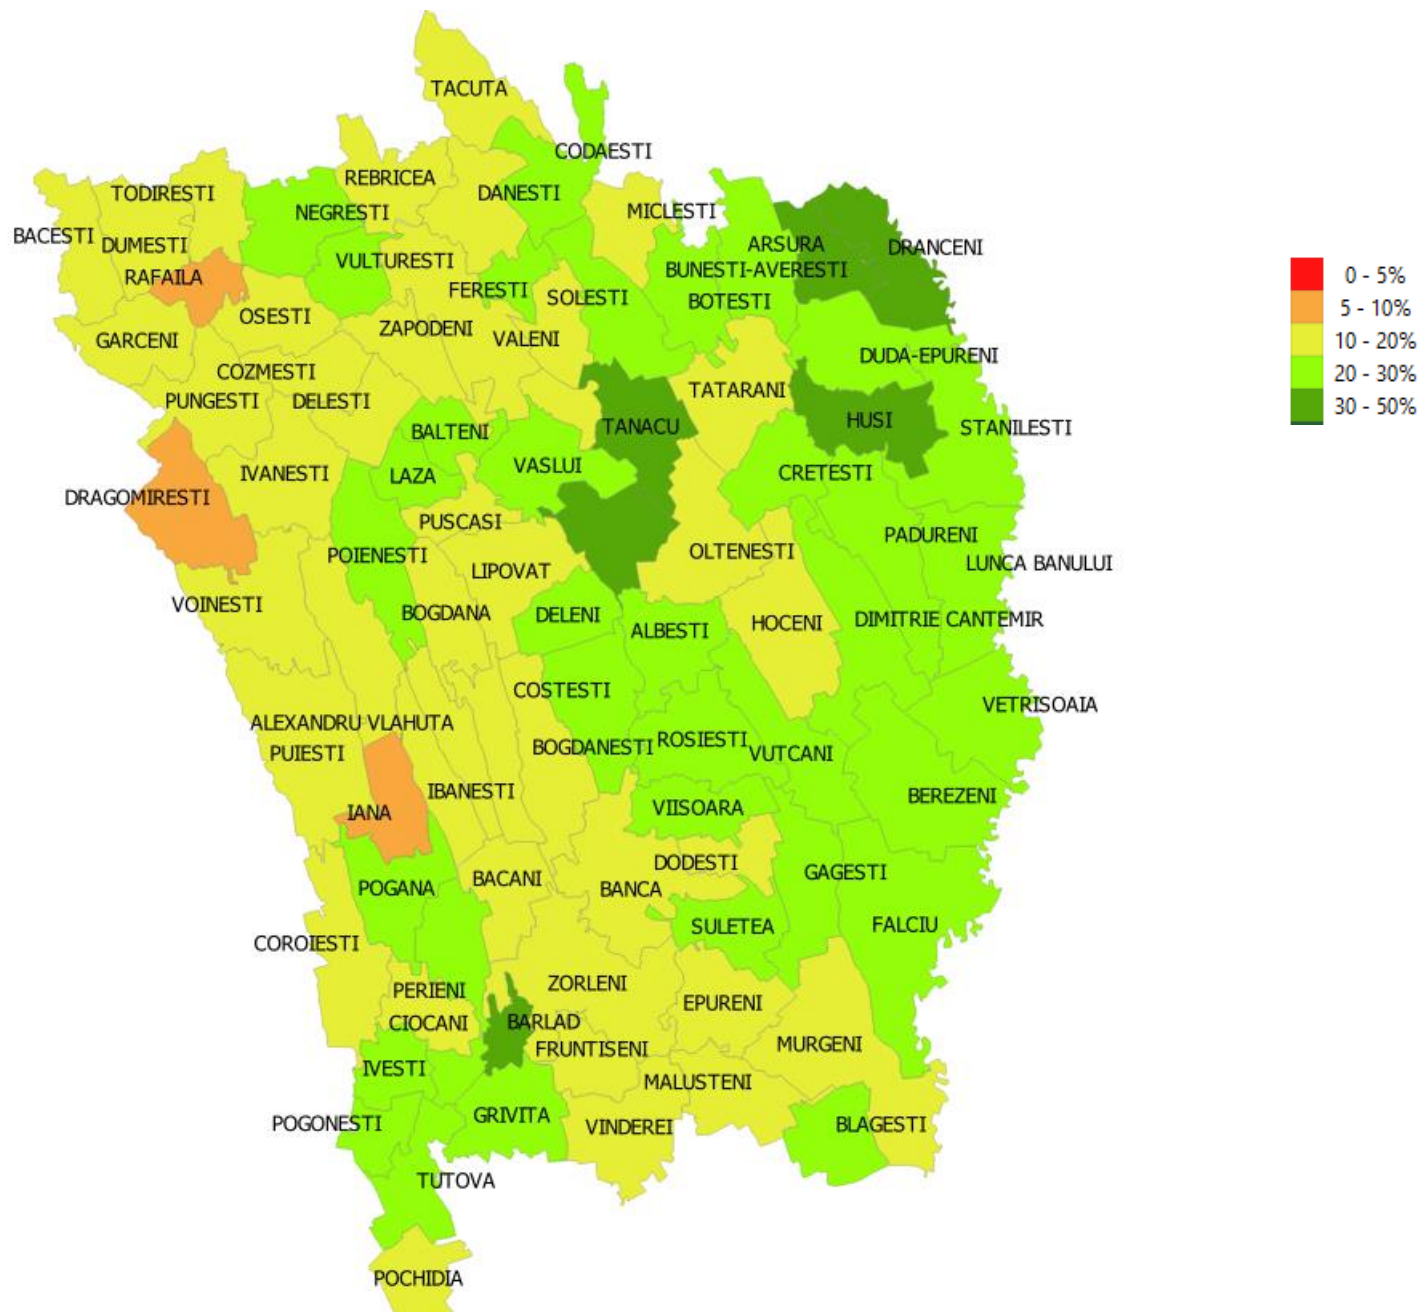 TACUTA
CODAESTI
REBRICEA
TODIRESTI
DANESTI
NEGRESTI
MICLESTI
BACESTI
DUMESTI
ARSURA
DRANCENI
VULTURESTI
BUNESTI-AVERESTI
RAFAILA
FERESTI
SOLESTI
BOTESTI
OSESTI
ZAPODENI
GARCENI
VALENI
DUDA-EPURENI
COZMESTI
TATARANI
PUNGESTI
DELESTI
HUSI
TANACU
STANILESTI
BALTENI
VASLUI
CRETESTI
IVANESTI
LAZA
DRAGOMIRESTI
PUSCASI
PADURENI
OLTENESTI
POIENESTI
LUNCA BANULUI
LIPOVAT
VOINESTI
BOGDANA
DELENI
DIMITRIE CANTEMIR
HOCENI
ALBESTI
COSTESTI
VETRISOAIA
ALEXANDRU VLAHUTA
ROSIESTI
BOGDANESTI
PUIESTI
VUTCANI
IBANESTI
BEREZENI
VIISOARA
IANA
DODESTI
GAGESTI
BACANI
POGANA
BANCA
FALCIU
SULETEA
COROIESTI
ZORLENI
PERIENI
EPURENI
BARLAD
CIOCANI
MURGENI
FRUNTISENI
IVESTI
MALUSTENI
GRIVITA
POGONESTI
BLAGESTI
VINDEREI
TUTOVA
POCHIDIA
0 - 5%
5 - 10%
10 - 20%
20 - 30%
30 - 50%